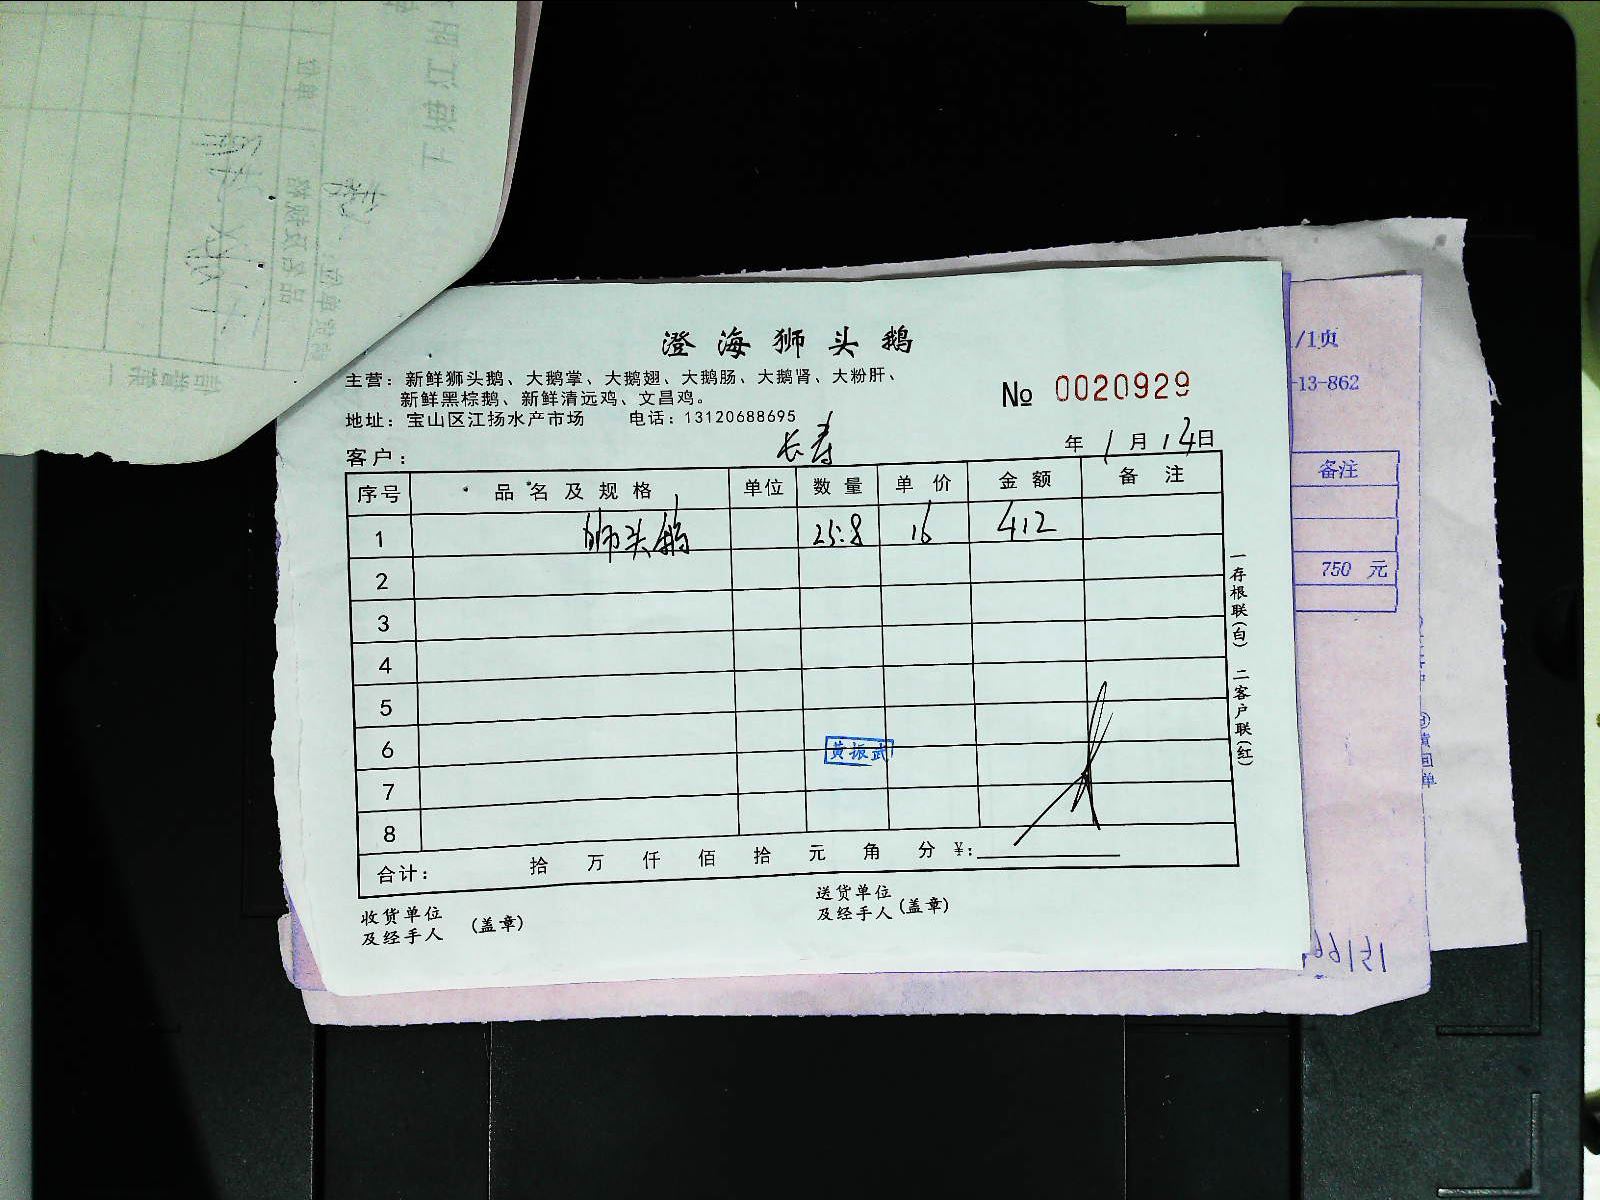 澄海狮头鹅
主营：新鲜狮头鹅、大鹅掌、大鹅翅、大鹅肠、大鹅肾、大粉肝、
新鲜黑棕鹅、新鲜清远鸡、文昌鸡。
№ 0020929
地址：宝山区江扬水产市场 电话：13120688695
客户： 长寿 年 1 月 14 日
序号 品名及规格 单位 数量 单价 金额 备注
1 狮头鹅 25.8 16 412
2
3
4
5
6 黄振武
7
8
合计： 拾 万 仟 佰 拾 元 角 分 ¥:
收货单位
及经手人 (盖章)
送货单位
及经手人 (盖章)
一存根联(白) 二客户联(红)
/1页
-13-862
备注
750 元